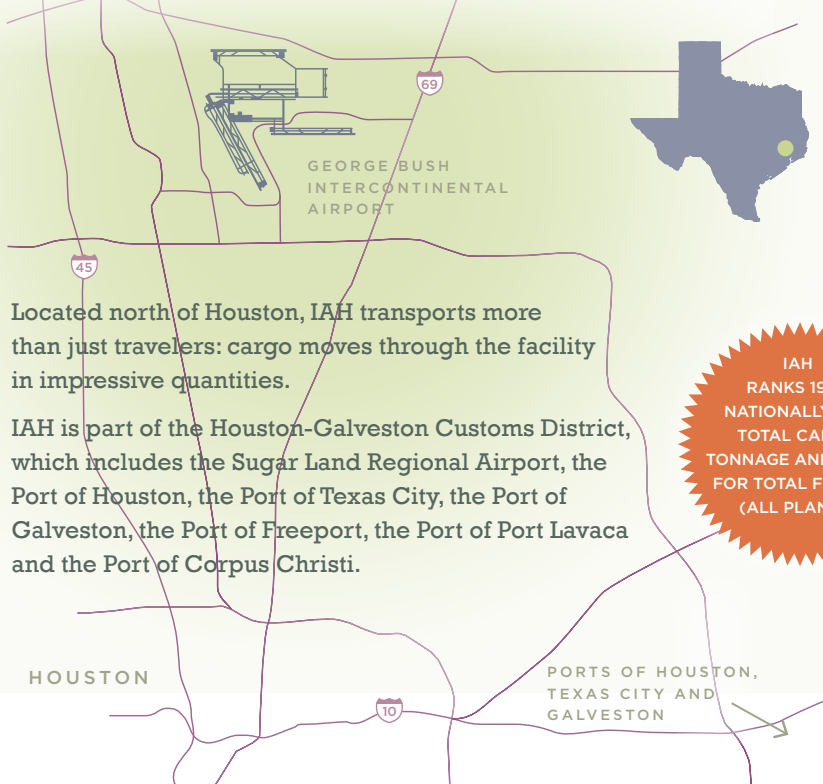 69
GEORGE BUSH
INTERCONTINENTAL
AIRPORT
45
Located north of Houston, IAH transports more
than just travelers: cargo moves through the facility
in impressive quantities.
IAH is part of the Houston-Galveston Customs District,
which includes the Sugar Land Regional Airport, the
Port of Houston, the Port of Texas City, the Port of
Galveston, the Port of Freeport, the Port of Port Lavaca
and the Port of Corpus Christi.
IAH
RANKS
NATIONALLY
TOTAL
TONNAGE
FOR TOTAL
(ALL
HOUSTON
PORTS OF HOUSTON,
TEXAS CITY AND
GALVESTON
10